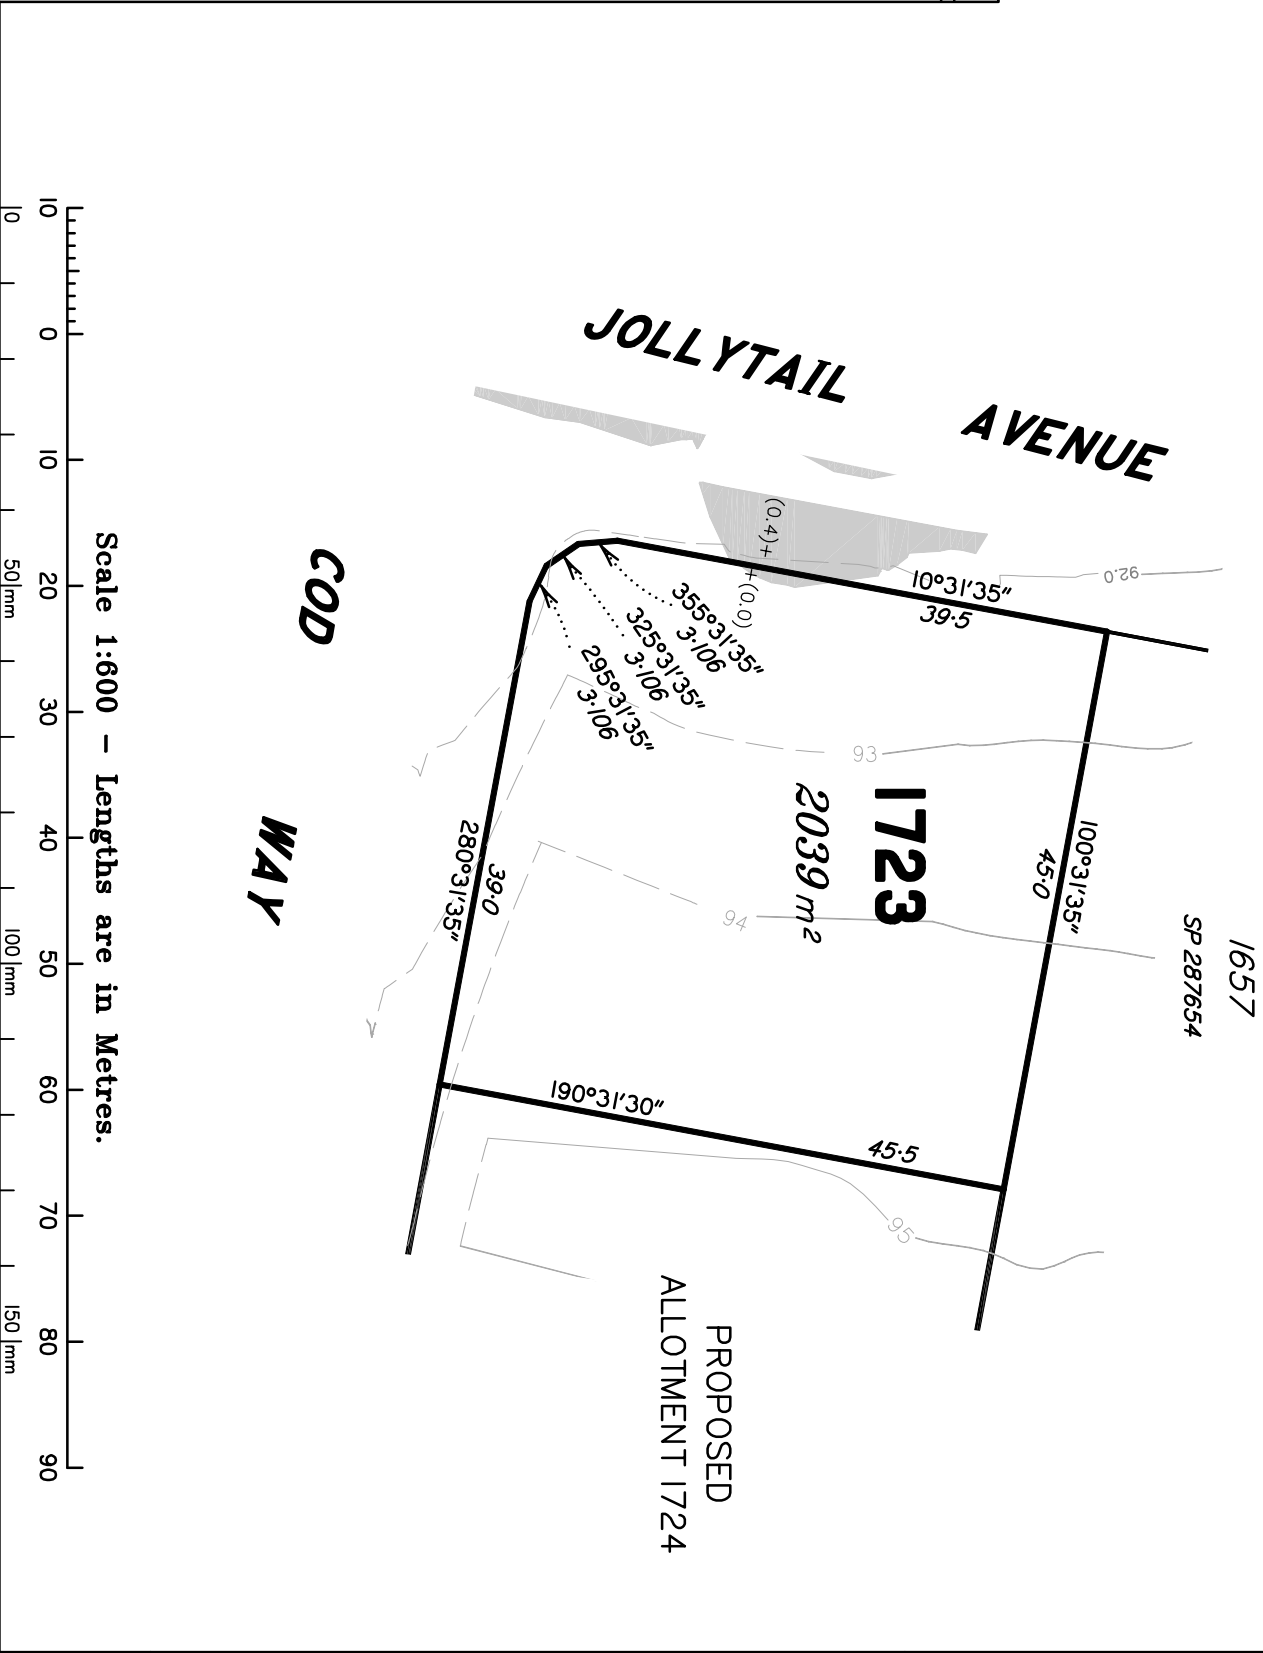 JOLLYTAIL AVENUE
1657
SP 287654
92.0
10°31'35"
39·5
100°31'35"
45·0
(0.4)+
+(0.0)
355°31'35"
3·106
325°31'35"
3·106
295°31'35"
3·106
93
1723
2039 m²
94
280°31'35"
39·0
190°31'30"
45·5
95
PROPOSED
ALLOTMENT 1724
COD WAY
Scale 1:600 – Lengths are in Metres.
10 0 10 20 30 40 50 60 70 80 90
0 50 mm 100 mm 150 mm